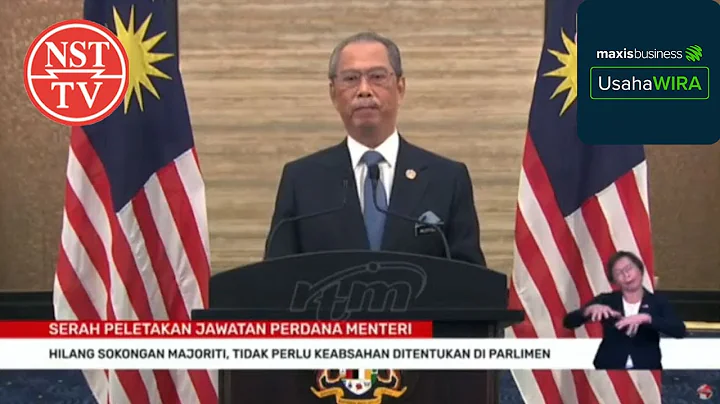 NST
TV
maxisbusiness
UsahaWIRA
rtm
SERAH PELETAKAN JAWATAN PERDANA MENTERI
HILANG SOKONGAN MAJORITI, TIDAK PERLU KEABSAHAN DITENTUKAN DI PARLIMEN